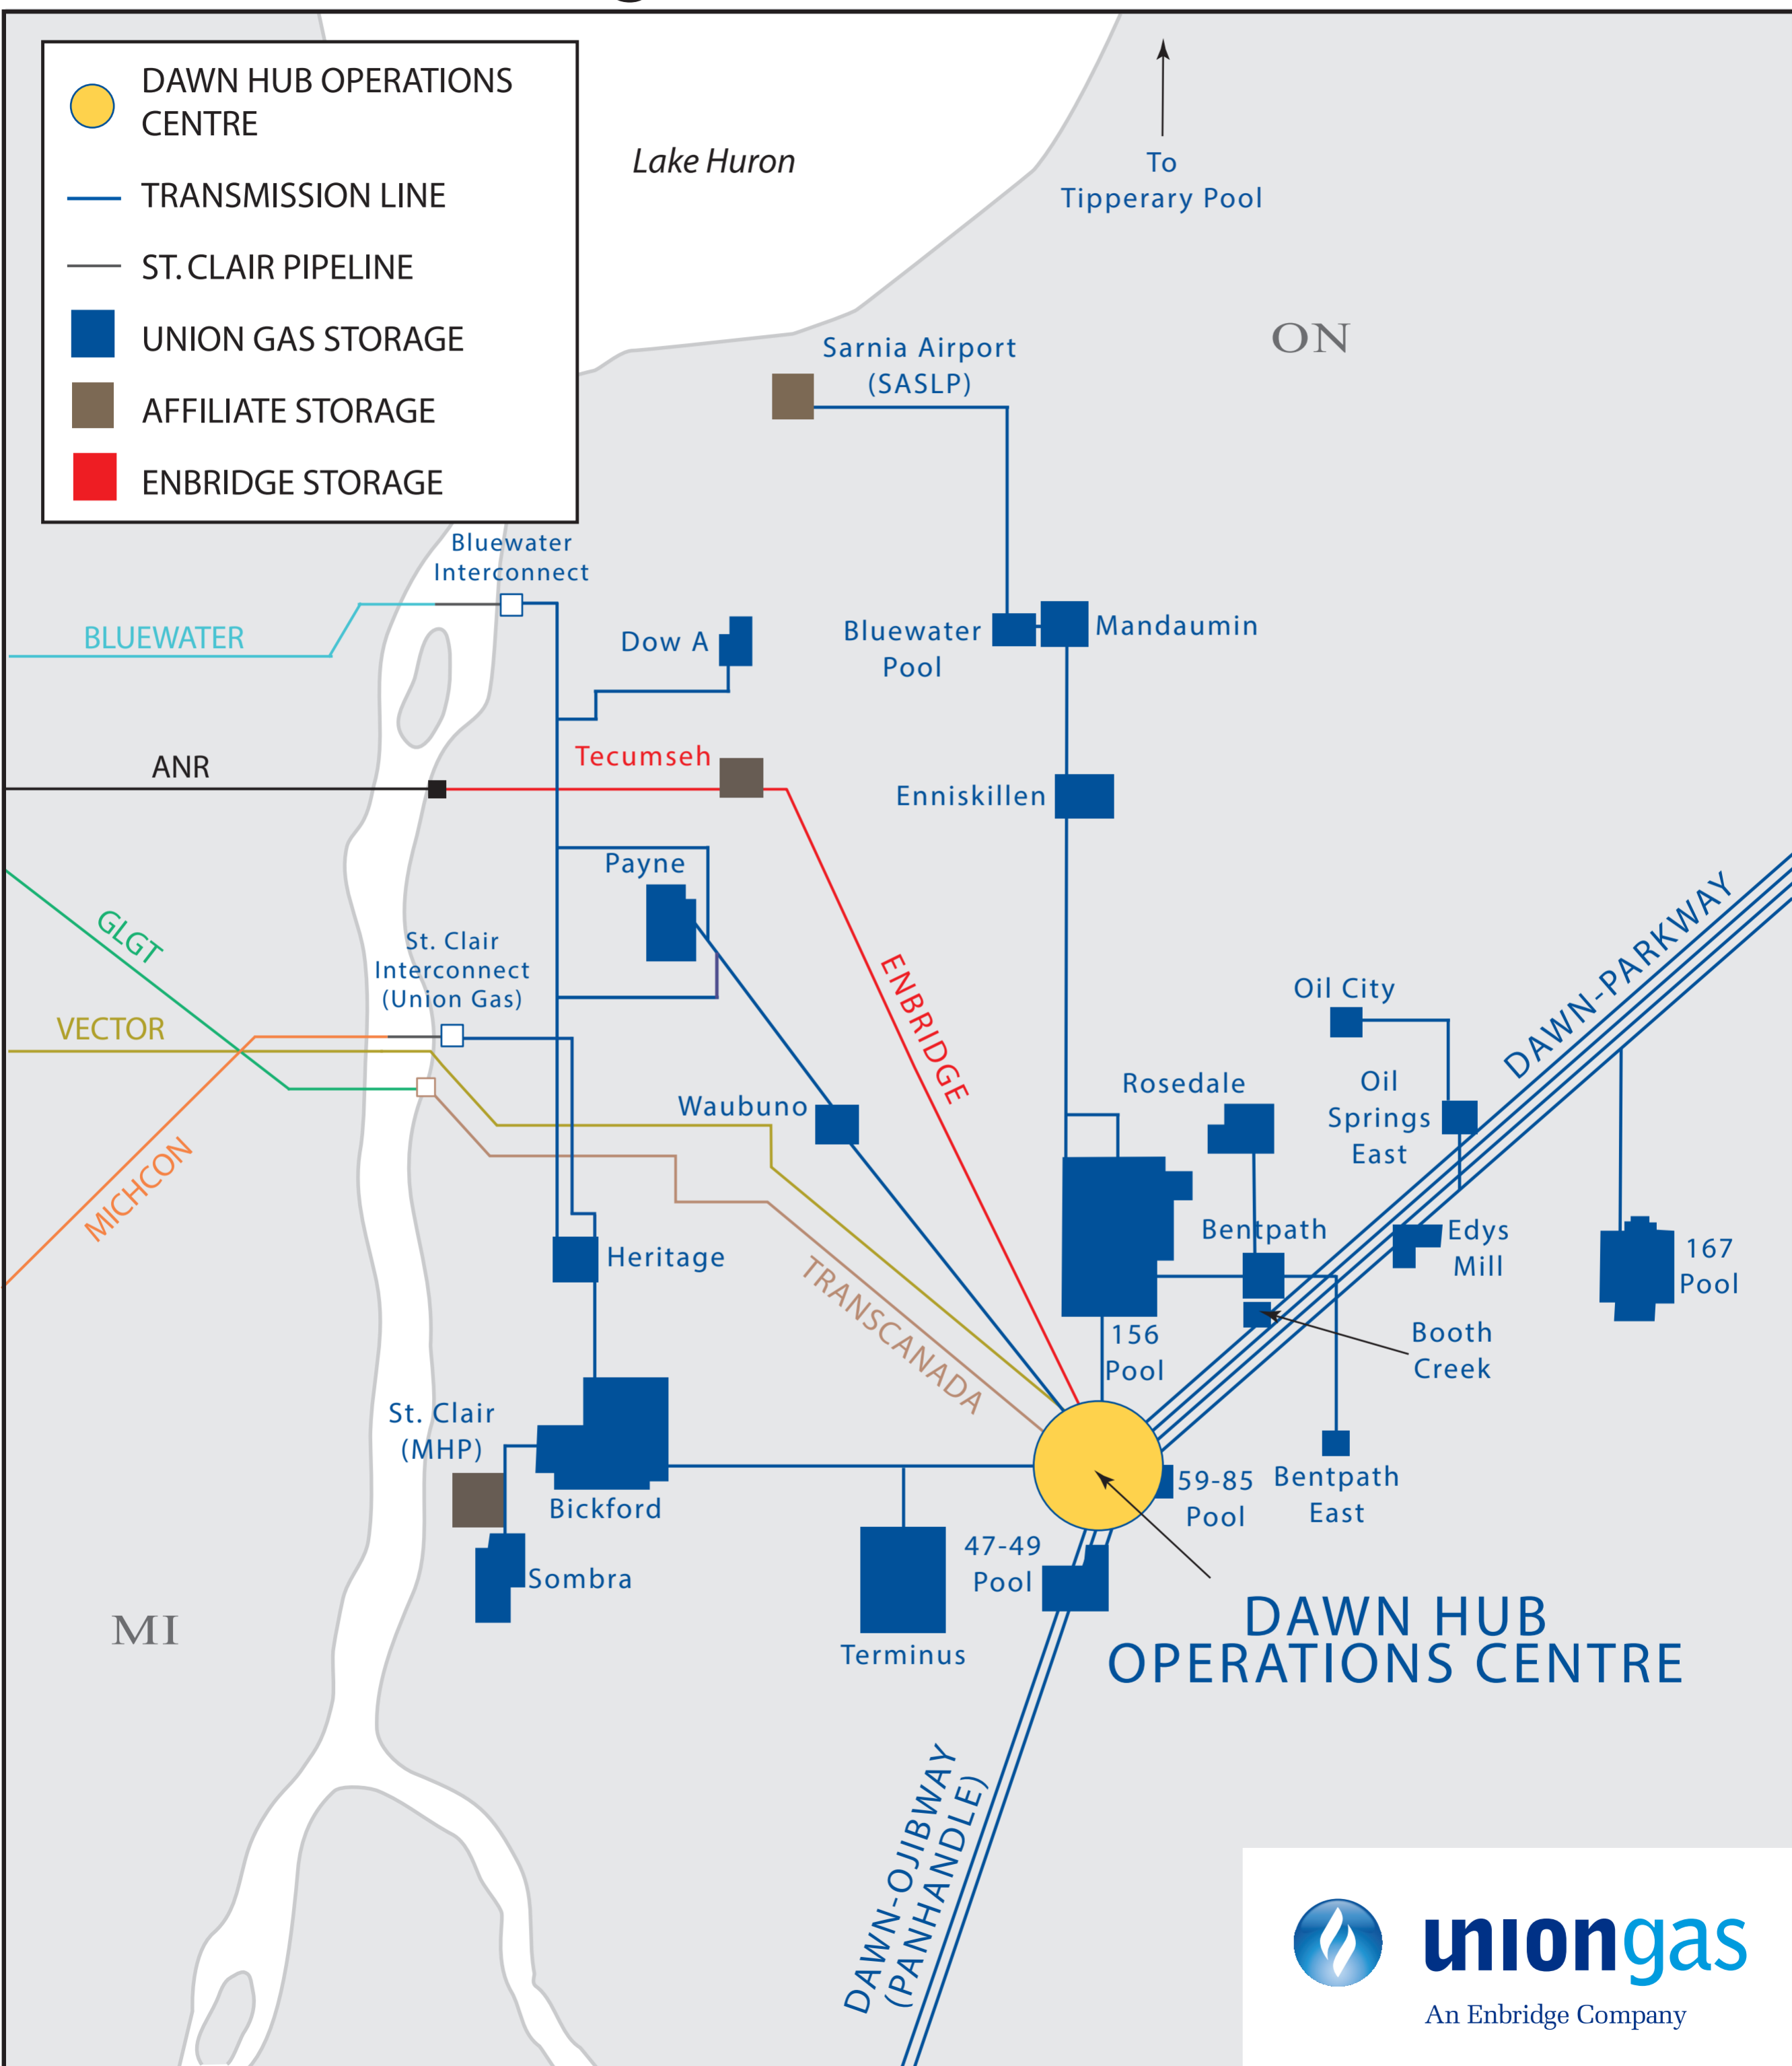 DAWN HUB OPERATIONS
CENTRE
TRANSMISSION LINE
ST. CLAIR PIPELINE
UNION GAS STORAGE
AFFILIATE STORAGE
ENBRIDGE STORAGE
Lake Huron
To
Tipperary Pool
ON
Sarnia Airport
(SASLP)
Bluewater
Interconnect
BLUEWATER
Dow A
Bluewater
Pool
Mandaumin
ANR
Tecumseh
Enniskillen
Payne
GLGT
St. Clair
Interconnect
(Union Gas)
VECTOR
ENBRIDGE
DAWN-PARKWAY
Oil City
MICHCON
Waubuno
Rosedale
Oil
Springs
East
Heritage
TRANSCANADA
Bentpath
Edys
Mill
167
Pool
156
Pool
Booth
Creek
St. Clair
(MHP)
Bickford
59-85
Pool
Bentpath
East
Sombra
47-49
Pool
Terminus
MI
DAWN HUB
OPERATIONS CENTRE
DAWN-OJIBWAY
(PANHANDLE)
uniongas
An Enbridge Company